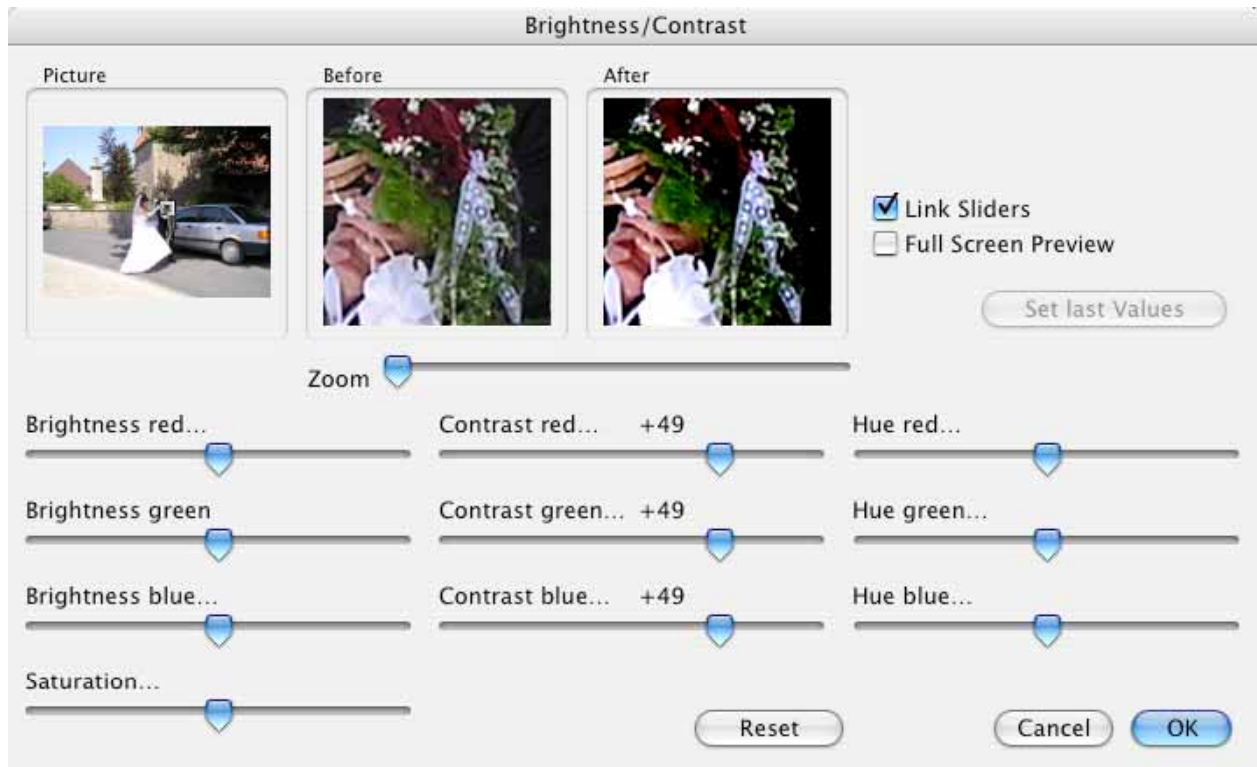 Brightness/Contrast
Picture
Before
After
Link Sliders
Full Screen Preview
Set last Values
Zoom
Brightness red...
Contrast red... +49
Hue red...
Brightness green
Contrast green... +49
Hue green...
Brightness blue...
Contrast blue... +49
Hue blue...
Saturation...
Reset
Cancel
OK